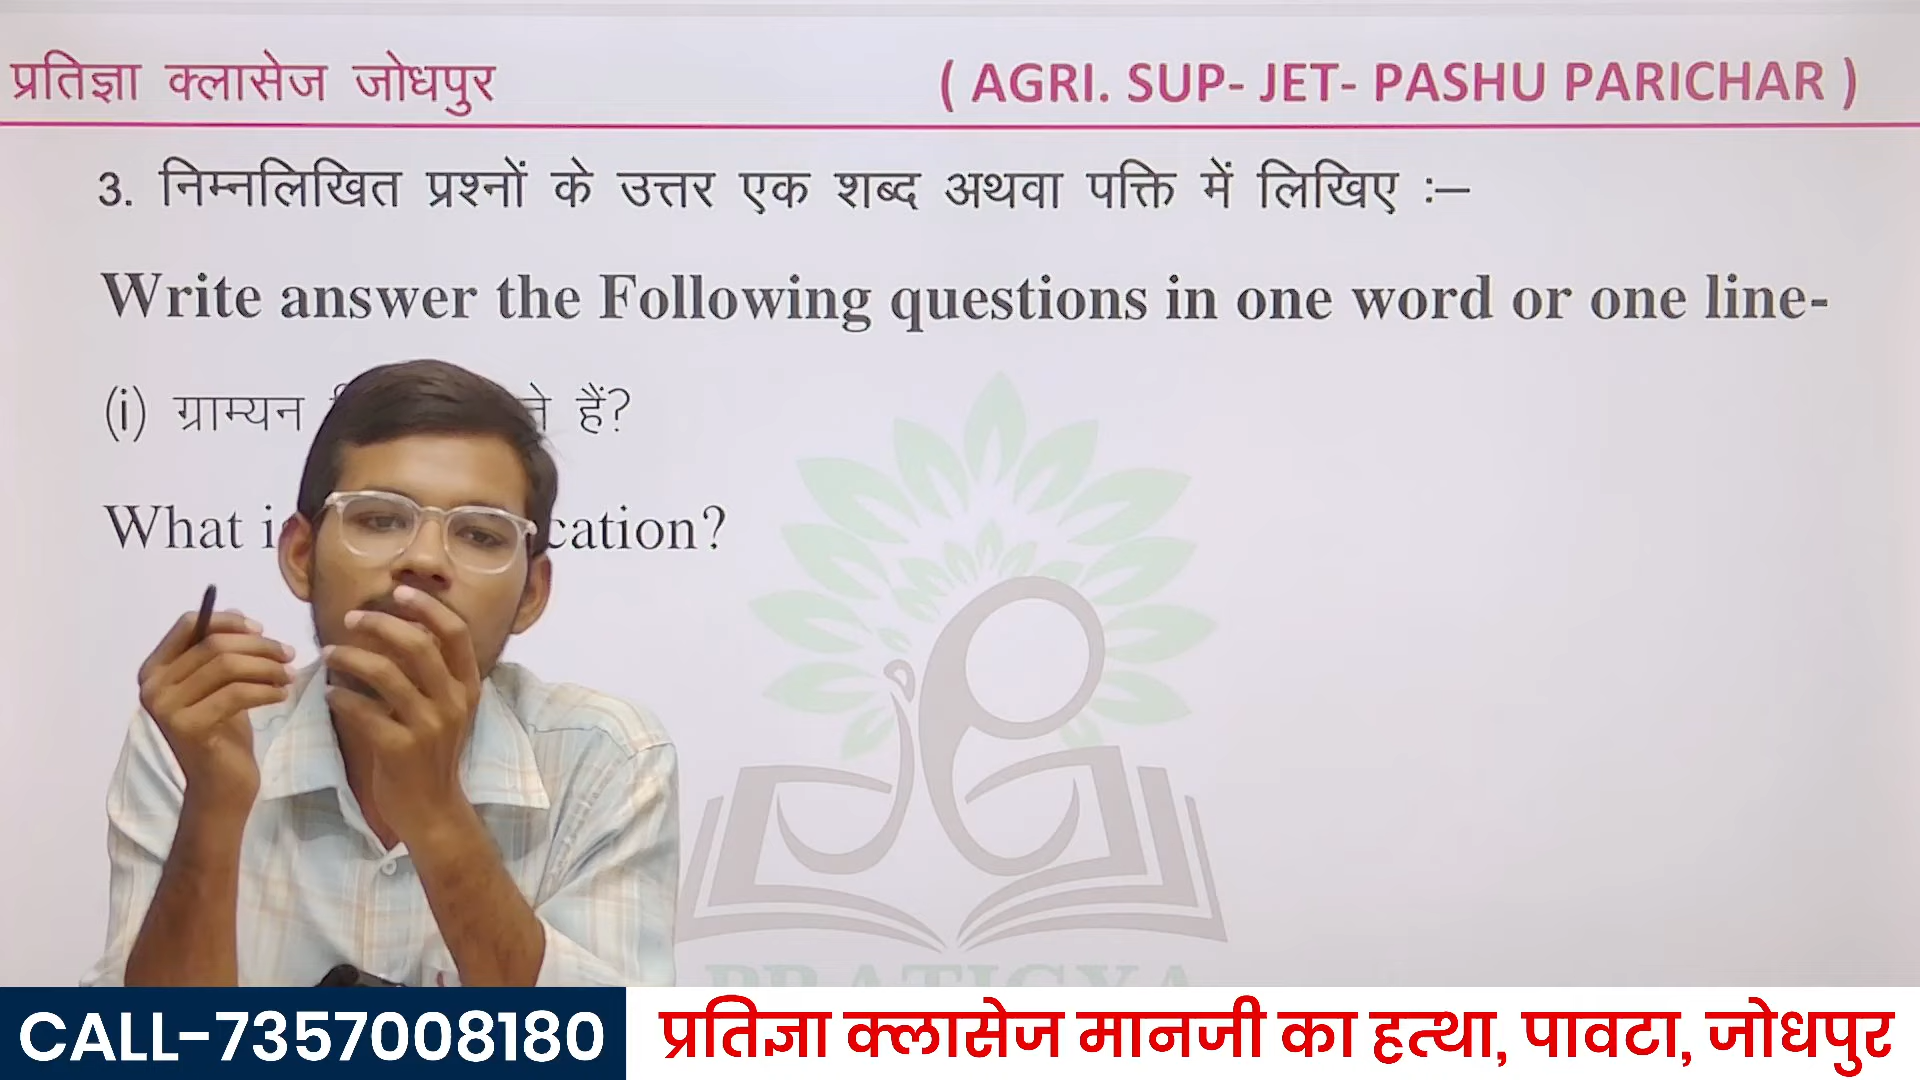 प्रतिज्ञा क्लासेज जोधपुर
( AGRI. SUP- JET- PASHU PARICHAR )
3. निम्नलिखित प्रश्नों के उत्तर एक शब्द अथवा पक्ति में लिखिए :–
Write answer the Following questions in one word or one line-
(i) ग्राम्यन हैं?
What
PRATIGYA
CALL-7357008180
प्रतिज्ञा क्लासेज मानजी का हत्था, पावटा, जोधपुर